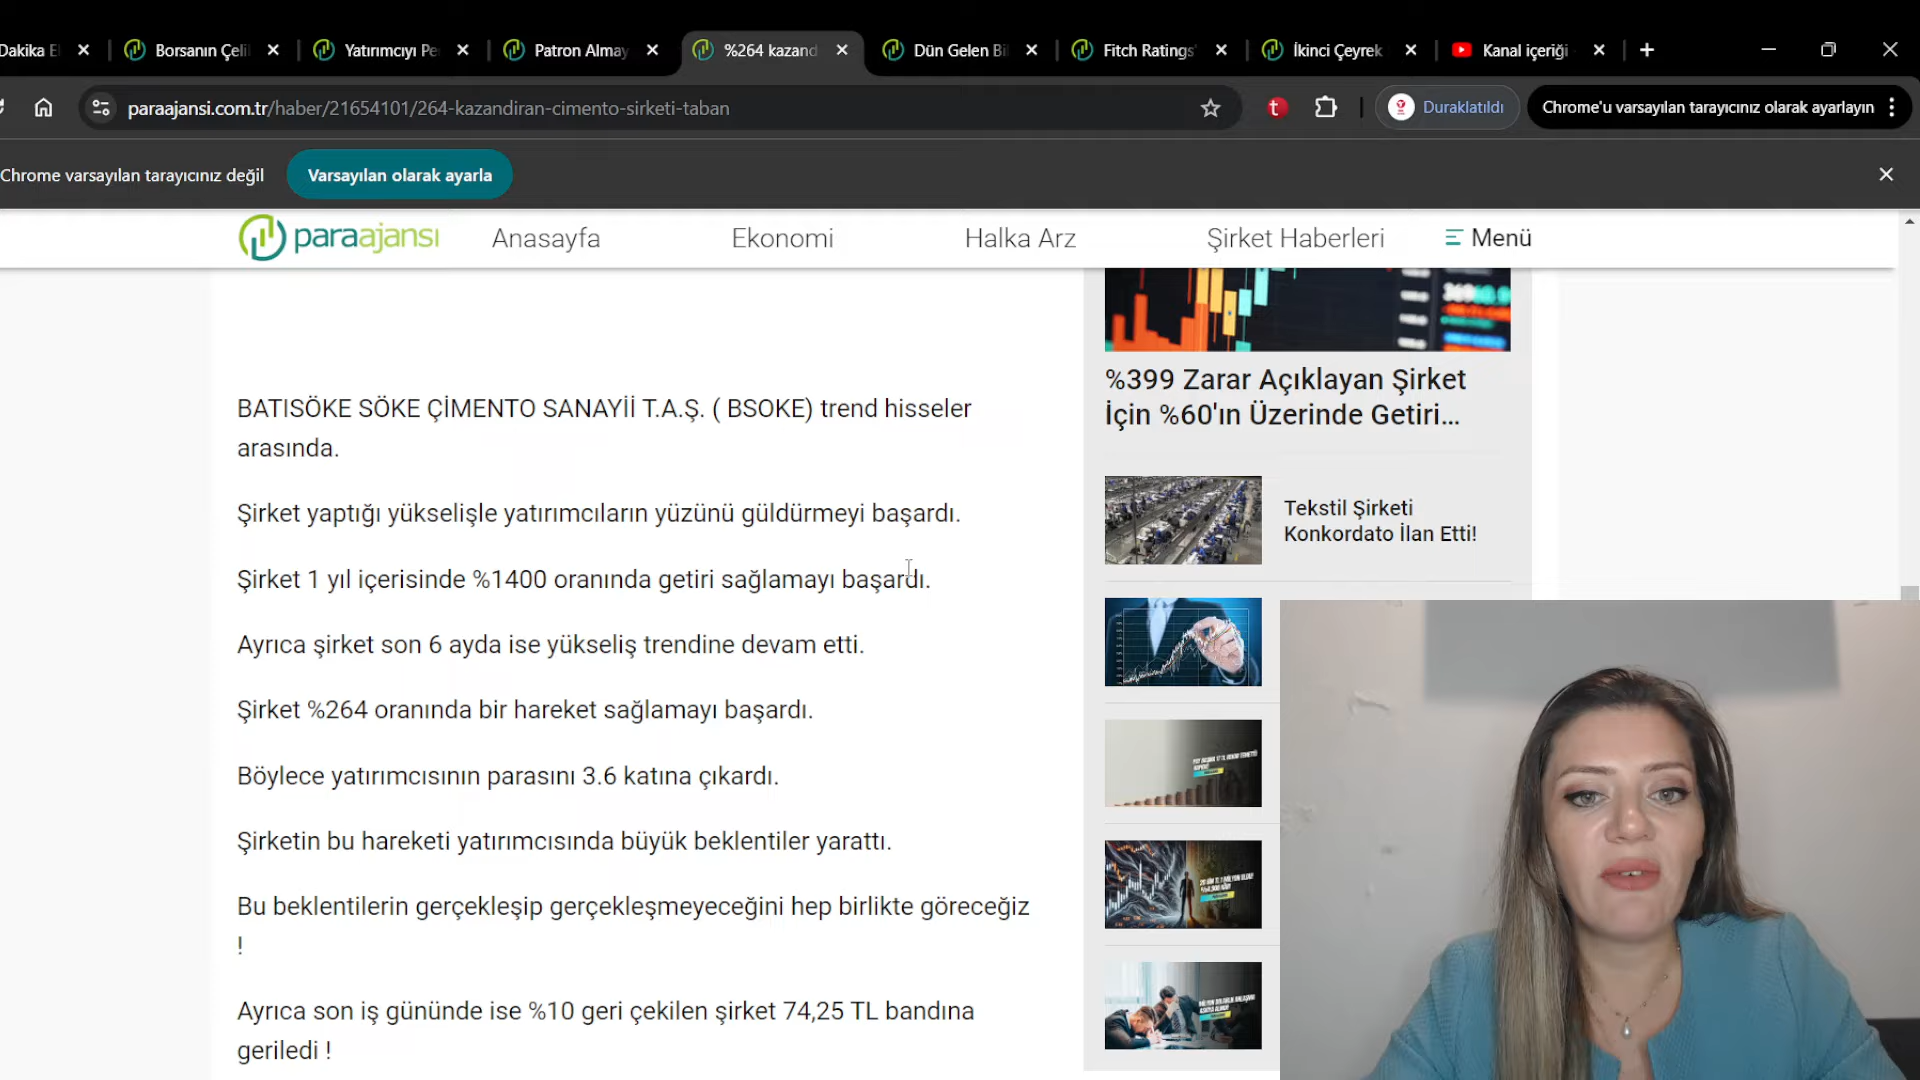 Dakika E
Borsanın Çeli
Yatırımcıyı Pe
Patron Almay
%264 kazand
Dün Gelen Bi
Fitch Ratings'
İkinci Çeyrek
Kanal içeriği
paraajansi.com.tr/haber/21654101/264-kazandiran-cimento-sirketi-taban
Duraklatıldı
Chrome'u varsayılan tarayıcınız olarak ayarlayın
Chrome varsayılan tarayıcınız değil
Varsayılan olarak ayarla
paraajansı
Anasayfa
Ekonomi
Halka Arz
Şirket Haberleri
Menü
BATISÖKE SÖKE ÇİMENTO SANAYİİ T.A.Ş. ( BSOKE) trend hisseler
arasında.
Şirket yaptığı yükselişle yatırımcıların yüzünü güldürmeyi başardı.
Şirket 1 yıl içerisinde %1400 oranında getiri sağlamayı başardı.
Ayrıca şirket son 6 ayda ise yükseliş trendine devam etti.
Şirket %264 oranında bir hareket sağlamayı başardı.
Böylece yatırımcısının parasını 3.6 katına çıkardı.
Şirketin bu hareketi yatırımcısında büyük beklentiler yarattı.
Bu beklentilerin gerçekleşip gerçekleşmeyeceğini hep birlikte göreceğiz
!
Ayrıca son iş gününde ise %10 geri çekilen şirket 74,25 TL bandına
geriledi !
%399 Zarar Açıklayan Şirket
İçin %60'ın Üzerinde Getiri...
Tekstil Şirketi
Konkordato İlan Etti!